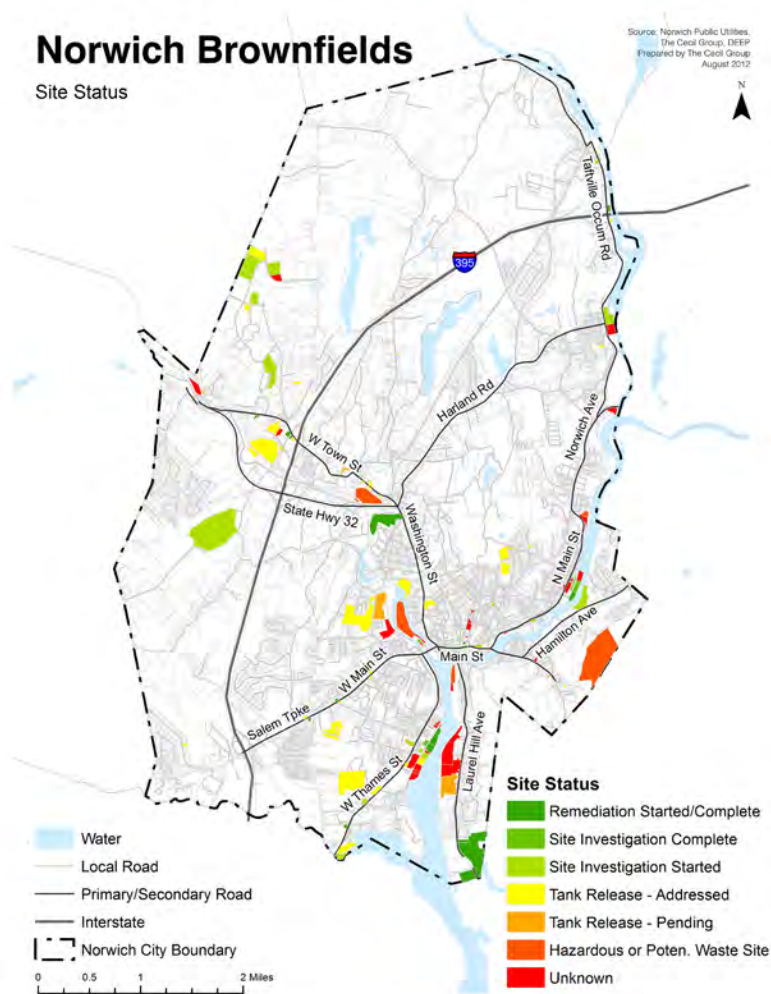 Norwich Brownfields
Site Status
Source: Norwich Public Utilities,
The Cecil Group, DEEP
Prepared by The Cecil Group
August 2012
N
Taftville Occum Rd
395
Harland Rd
Norwich Ave
W Town St
State Hwy 32
Washington St
N Main St
Hamilton Ave
Main St
W Main St
Salem Tpke
Laurel Hill Ave
W Thames St
Water
Local Road
Primary/Secondary Road
Interstate
Norwich City Boundary
0 0.5 1 2 Miles
Site Status
Remediation Started/Complete
Site Investigation Complete
Site Investigation Started
Tank Release - Addressed
Tank Release - Pending
Hazardous or Poten. Waste Site
Unknown